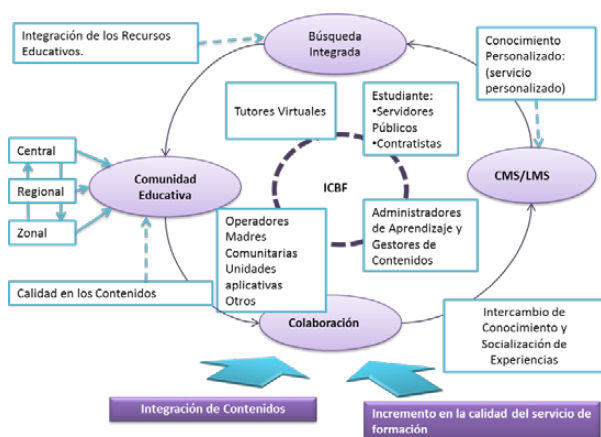 Integración de los Recursos
Educativos.
Búsqueda
Integrada
Conocimiento
Personalizado:
(servicio
personalizado)
Tutores Virtuales
Estudiante:
•Servidores
Públicos
•Contratistas
Central
Regional
Zonal
Comunidad
Educativa
ICBF
CMS/LMS
Operadores
Madres
Comunitarias
Unidades
aplicativas
Otros
Administradores
de Aprendizaje y
Gestores de
Contenidos
Calidad en los Contenidos
Colaboración
Intercambio de
Conocimiento y
Socialización de
Experiencias
Integración de Contenidos
Incremento en la calidad del servicio de
formación